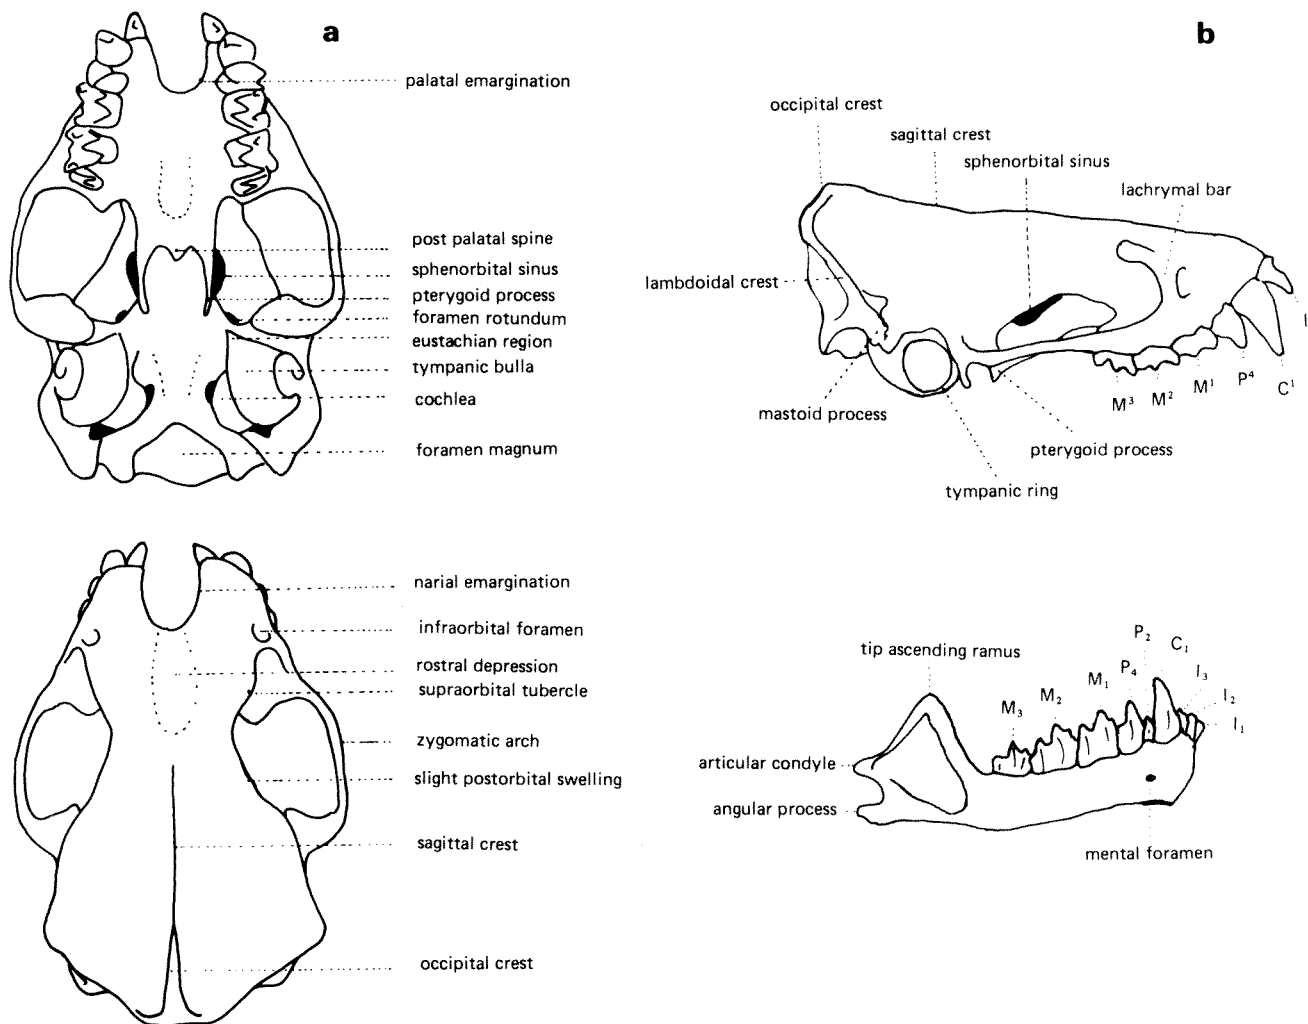 a
palatal emargination
post palatal spine
sphenorbital sinus
pterygoid process
foramen rotundum
eustachian region
tympanic bulla
cochlea
foramen magnum
narial emargination
infraorbital foramen
rostral depression
supraorbital tubercle
zygomatic arch
slight postorbital swelling
sagittal crest
occipital crest
b
occipital crest
sagittal crest
sphenorbital sinus
lachrymal bar
lambdoidal crest
I
M³ M² M¹ P⁴ C¹
mastoid process
pterygoid process
tympanic ring
tip ascending ramus
M₃ M₂ M₁ P₄ P₂ C₁ I₃ I₂ I₁
articular condyle
angular process
mental foramen